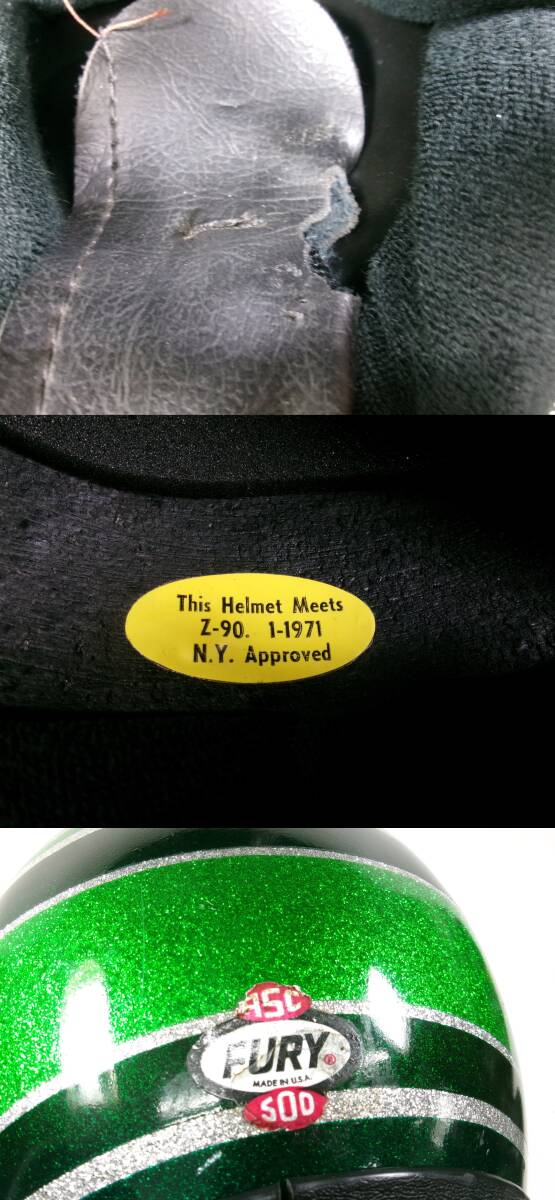 This Helmet Meets
Z-90. 1-1971
N.Y. Approved
ASC
FURY®
MADE IN U.S.A.
500